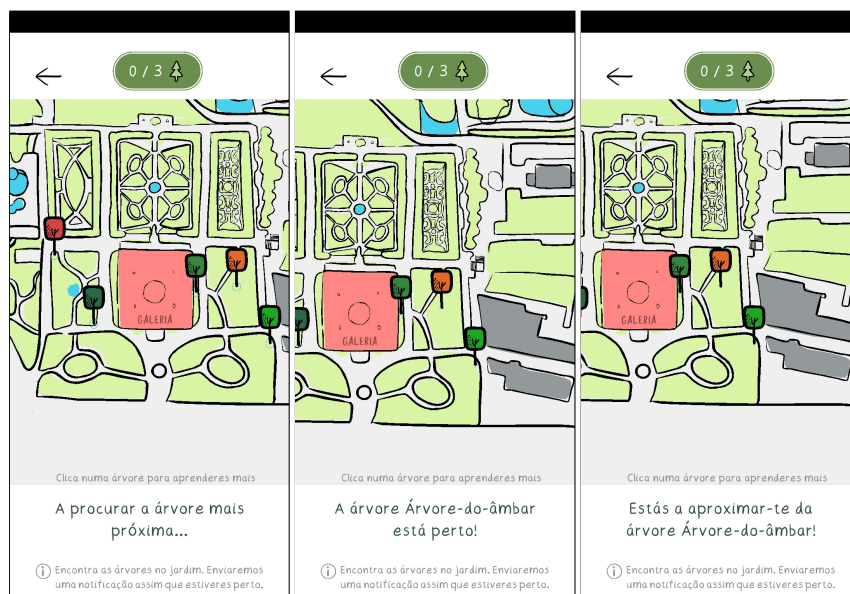 0 / 3
GALERIA
Clica numa árvore para aprenderes mais
A procurar a árvore mais
próxima...
Encontra as árvores no jardim. Enviaremos
uma notificação assim que estiveres perto.
0 / 3
GALERIA
Clica numa árvore para aprenderes mais
A árvore Árvore-do-âmbar
está perto!
Encontra as árvores no jardim. Enviaremos
uma notificação assim que estiveres perto.
0 / 3
GALERIA
Clica numa árvore para aprenderes mais
Estás a aproximar-te da
árvore Árvore-do-âmbar!
Encontra as árvores no jardim. Enviaremos
uma notificação assim que estiveres perto.